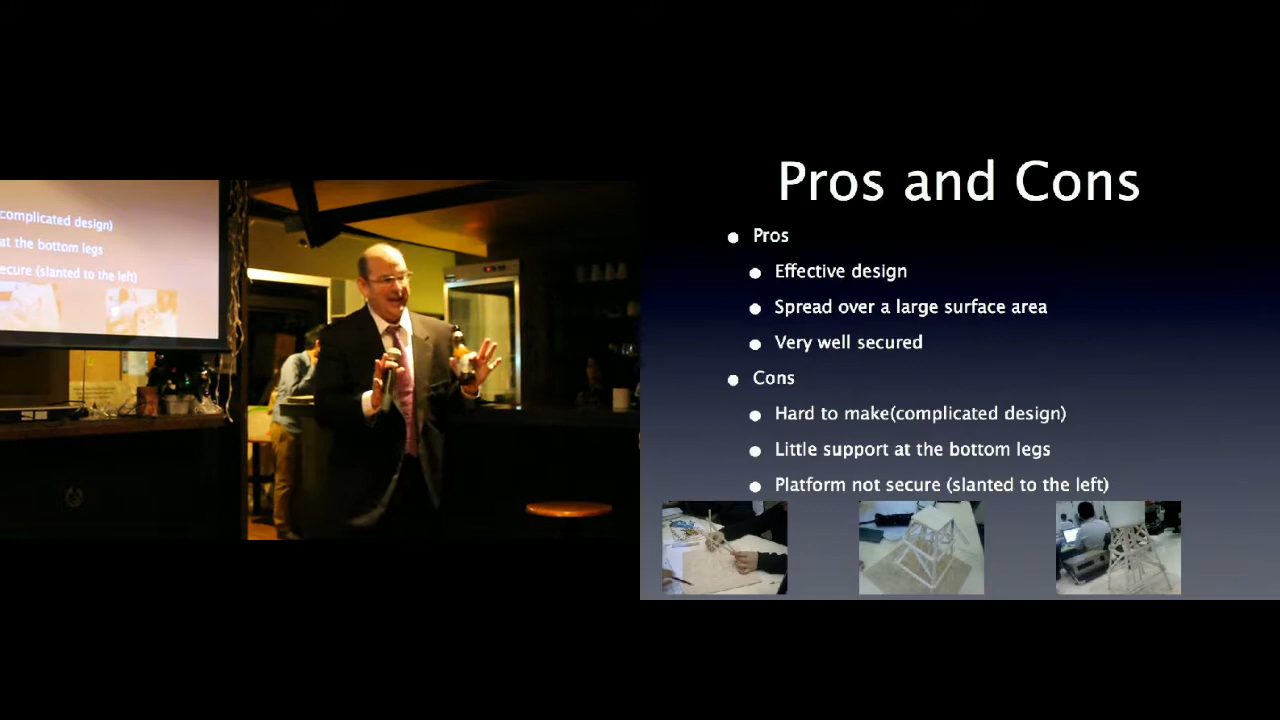 complicated design)
at the bottom legs
ecure (slanted to the left)
Pros and Cons
Pros
Effective design
Spread over a large surface area
Very well secured
Cons
Hard to make(complicated design)
Little support at the bottom legs
Platform not secure (slanted to the left)